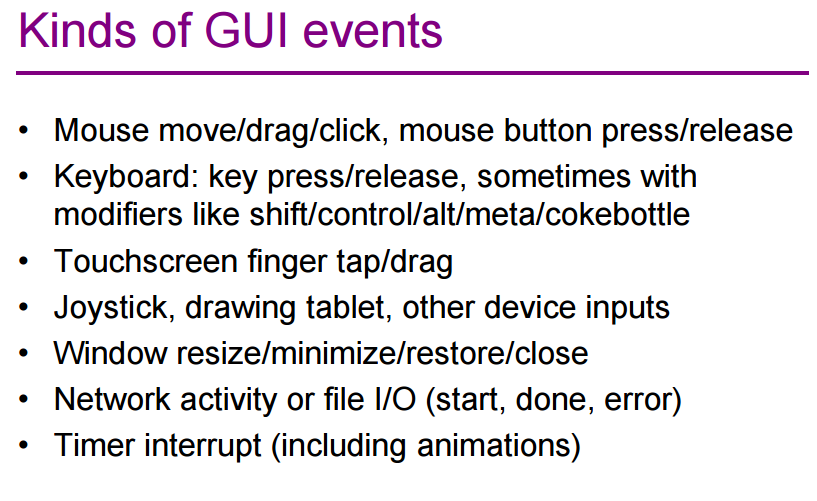 Kinds of GUI events
• Mouse move/drag/click, mouse button press/release
• Keyboard: key press/release, sometimes with
modifiers like shift/control/alt/meta/cokebottle
• Touchscreen finger tap/drag
• Joystick, drawing tablet, other device inputs
• Window resize/minimize/restore/close
• Network activity or file I/O (start, done, error)
• Timer interrupt (including animations)